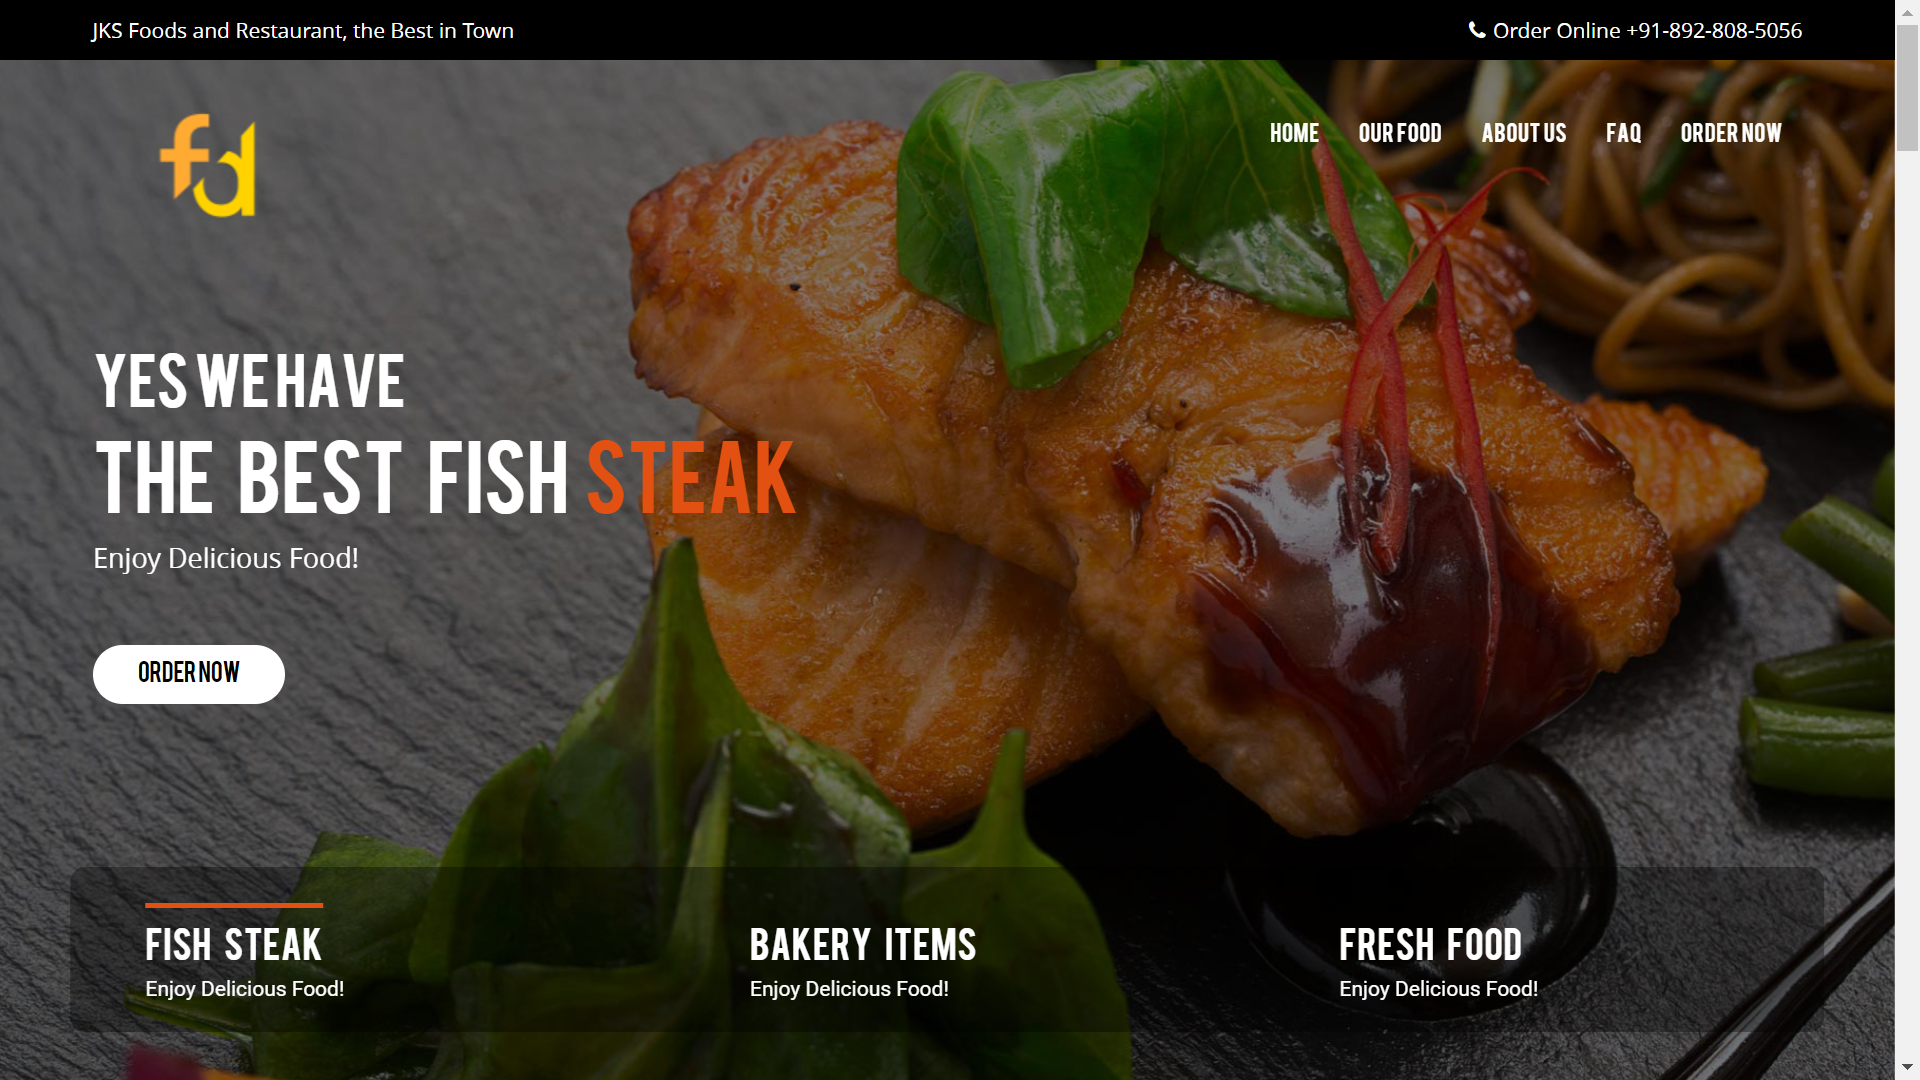 JKS Foods and Restaurant, the Best in Town
Order Online +91-892-808-5056
fd
HOME
OUR FOOD
ABOUT US
FAQ
ORDER NOW
YES WE HAVE
THE BEST FISH STEAK
Enjoy Delicious Food!
ORDER NOW
FISH STEAK
Enjoy Delicious Food!
BAKERY ITEMS
Enjoy Delicious Food!
FRESH FOOD
Enjoy Delicious Food!